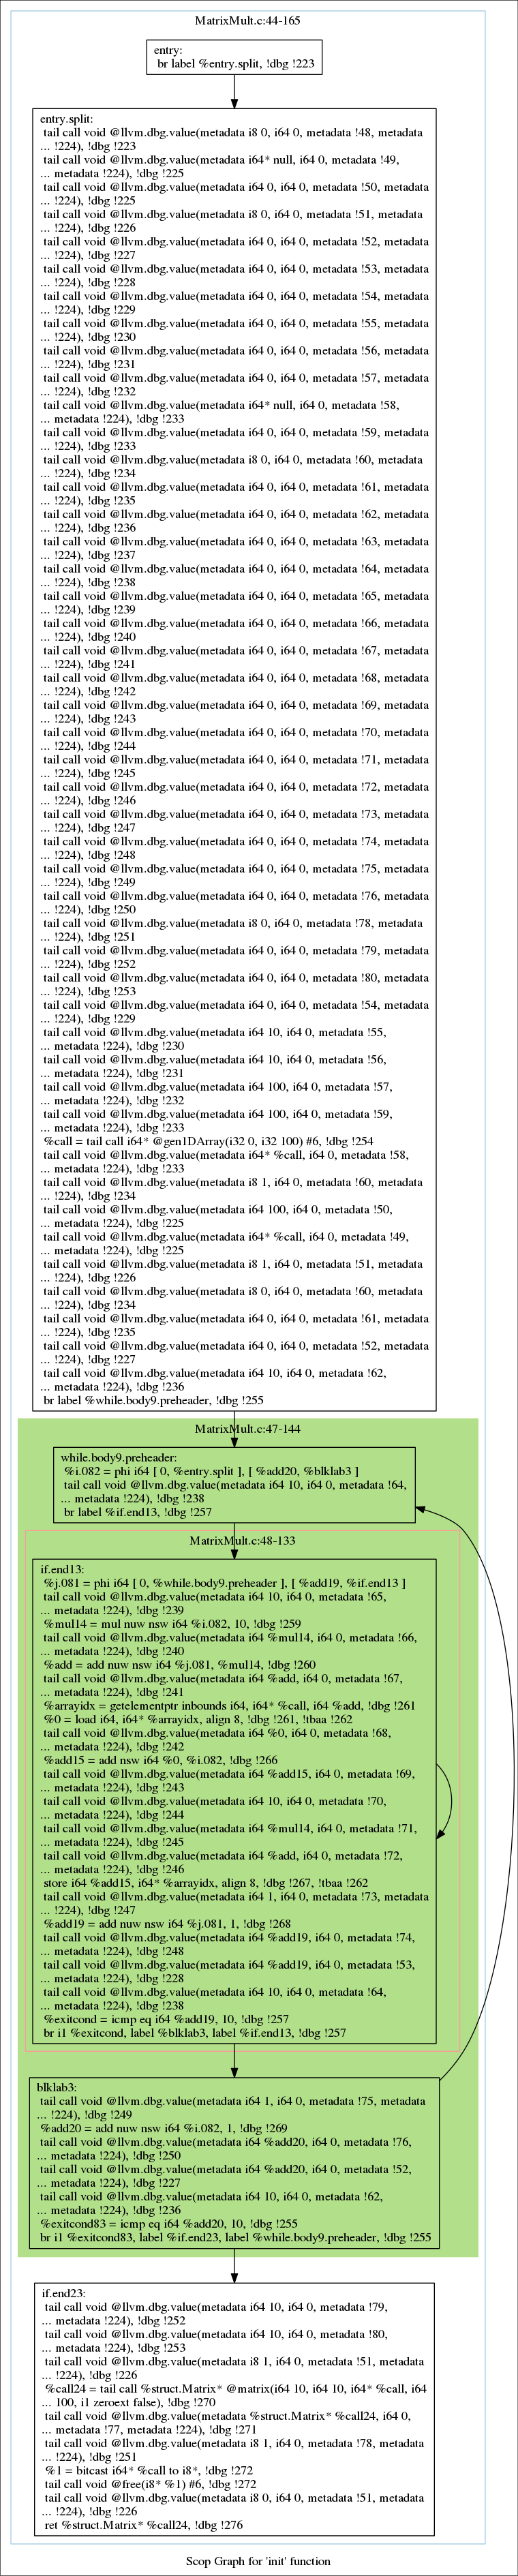 MatrixMult.c:44-165
entry:
br label %entry.split, !dbg !223
entry.split:
tail call void @llvm.dbg.value(metadata i8 0, i64 0, metadata !48, metadata
... !224), !dbg !223
tail call void @llvm.dbg.value(metadata i64* null, i64 0, metadata !49,
... metadata !224), !dbg !225
tail call void @llvm.dbg.value(metadata i64 0, i64 0, metadata !50, metadata
... !224), !dbg !225
tail call void @llvm.dbg.value(metadata i8 0, i64 0, metadata !51, metadata
... !224), !dbg !226
tail call void @llvm.dbg.value(metadata i64 0, i64 0, metadata !52, metadata
... !224), !dbg !227
tail call void @llvm.dbg.value(metadata i64 0, i64 0, metadata !53, metadata
... !224), !dbg !228
tail call void @llvm.dbg.value(metadata i64 0, i64 0, metadata !54, metadata
... !224), !dbg !229
tail call void @llvm.dbg.value(metadata i64 0, i64 0, metadata !55, metadata
... !224), !dbg !230
tail call void @llvm.dbg.value(metadata i64 0, i64 0, metadata !56, metadata
... !224), !dbg !231
tail call void @llvm.dbg.value(metadata i64 0, i64 0, metadata !57, metadata
... !224), !dbg !232
tail call void @llvm.dbg.value(metadata i64* null, i64 0, metadata !58,
... metadata !224), !dbg !233
tail call void @llvm.dbg.value(metadata i64 0, i64 0, metadata !59, metadata
... !224), !dbg !233
tail call void @llvm.dbg.value(metadata i8 0, i64 0, metadata !60, metadata
... !224), !dbg !234
tail call void @llvm.dbg.value(metadata i64 0, i64 0, metadata !61, metadata
... !224), !dbg !235
tail call void @llvm.dbg.value(metadata i64 0, i64 0, metadata !62, metadata
... !224), !dbg !236
tail call void @llvm.dbg.value(metadata i64 0, i64 0, metadata !63, metadata
... !224), !dbg !237
tail call void @llvm.dbg.value(metadata i64 0, i64 0, metadata !64, metadata
... !224), !dbg !238
tail call void @llvm.dbg.value(metadata i64 0, i64 0, metadata !65, metadata
... !224), !dbg !239
tail call void @llvm.dbg.value(metadata i64 0, i64 0, metadata !66, metadata
... !224), !dbg !240
tail call void @llvm.dbg.value(metadata i64 0, i64 0, metadata !67, metadata
... !224), !dbg !241
tail call void @llvm.dbg.value(metadata i64 0, i64 0, metadata !68, metadata
... !224), !dbg !242
tail call void @llvm.dbg.value(metadata i64 0, i64 0, metadata !69, metadata
... !224), !dbg !243
tail call void @llvm.dbg.value(metadata i64 0, i64 0, metadata !70, metadata
... !224), !dbg !244
tail call void @llvm.dbg.value(metadata i64 0, i64 0, metadata !71, metadata
... !224), !dbg !245
tail call void @llvm.dbg.value(metadata i64 0, i64 0, metadata !72, metadata
... !224), !dbg !246
tail call void @llvm.dbg.value(metadata i64 0, i64 0, metadata !73, metadata
... !224), !dbg !247
tail call void @llvm.dbg.value(metadata i64 0, i64 0, metadata !74, metadata
... !224), !dbg !248
tail call void @llvm.dbg.value(metadata i64 0, i64 0, metadata !75, metadata
... !224), !dbg !249
tail call void @llvm.dbg.value(metadata i64 0, i64 0, metadata !76, metadata
... !224), !dbg !250
tail call void @llvm.dbg.value(metadata i8 0, i64 0, metadata !78, metadata
... !224), !dbg !251
tail call void @llvm.dbg.value(metadata i64 0, i64 0, metadata !79, metadata
... !224), !dbg !252
tail call void @llvm.dbg.value(metadata i64 0, i64 0, metadata !80, metadata
... !224), !dbg !253
tail call void @llvm.dbg.value(metadata i64 0, i64 0, metadata !54, metadata
... !224), !dbg !229
tail call void @llvm.dbg.value(metadata i64 10, i64 0, metadata !55,
... metadata !224), !dbg !230
tail call void @llvm.dbg.value(metadata i64 10, i64 0, metadata !56,
... metadata !224), !dbg !231
tail call void @llvm.dbg.value(metadata i64 100, i64 0, metadata !57,
... metadata !224), !dbg !232
tail call void @llvm.dbg.value(metadata i64 100, i64 0, metadata !59,
... metadata !224), !dbg !233
%call = tail call i64* @gen1DArray(i32 0, i32 100) #6, !dbg !254
tail call void @llvm.dbg.value(metadata i64* %call, i64 0, metadata !58,
... metadata !224), !dbg !233
tail call void @llvm.dbg.value(metadata i8 1, i64 0, metadata !60, metadata
... !224), !dbg !234
tail call void @llvm.dbg.value(metadata i64 100, i64 0, metadata !50,
... metadata !224), !dbg !225
tail call void @llvm.dbg.value(metadata i64* %call, i64 0, metadata !49,
... metadata !224), !dbg !225
tail call void @llvm.dbg.value(metadata i8 1, i64 0, metadata !51, metadata
... !224), !dbg !226
tail call void @llvm.dbg.value(metadata i8 0, i64 0, metadata !60, metadata
... !224), !dbg !234
tail call void @llvm.dbg.value(metadata i64 0, i64 0, metadata !61, metadata
... !224), !dbg !235
tail call void @llvm.dbg.value(metadata i64 0, i64 0, metadata !52, metadata
... !224), !dbg !227
tail call void @llvm.dbg.value(metadata i64 10, i64 0, metadata !62,
... metadata !224), !dbg !236
br label %while.body9.preheader, !dbg !255
MatrixMult.c:47-144
while.body9.preheader:
%i.082 = phi i64 [ 0, %entry.split ], [ %add20, %blklab3 ]
tail call void @llvm.dbg.value(metadata i64 10, i64 0, metadata !64,
... metadata !224), !dbg !238
br label %if.end13, !dbg !257
MatrixMult.c:48-133
if.end13:
%j.081 = phi i64 [ 0, %while.body9.preheader ], [ %add19, %if.end13 ]
tail call void @llvm.dbg.value(metadata i64 10, i64 0, metadata !65,
... metadata !224), !dbg !239
%mul14 = mul nuw nsw i64 %i.082, 10, !dbg !259
tail call void @llvm.dbg.value(metadata i64 %mul14, i64 0, metadata !66,
... metadata !224), !dbg !240
%add = add nuw nsw i64 %j.081, %mul14, !dbg !260
tail call void @llvm.dbg.value(metadata i64 %add, i64 0, metadata !67,
... metadata !224), !dbg !241
%arrayidx = getelementptr inbounds i64, i64* %call, i64 %add, !dbg !261
%0 = load i64, i64* %arrayidx, align 8, !dbg !261, !tbaa !262
tail call void @llvm.dbg.value(metadata i64 %0, i64 0, metadata !68,
... metadata !224), !dbg !242
%add15 = add nsw i64 %0, %i.082, !dbg !266
tail call void @llvm.dbg.value(metadata i64 %add15, i64 0, metadata !69,
... metadata !224), !dbg !243
tail call void @llvm.dbg.value(metadata i64 10, i64 0, metadata !70,
... metadata !224), !dbg !244
tail call void @llvm.dbg.value(metadata i64 %mul14, i64 0, metadata !71,
... metadata !224), !dbg !245
tail call void @llvm.dbg.value(metadata i64 %add, i64 0, metadata !72,
... metadata !224), !dbg !246
store i64 %add15, i64* %arrayidx, align 8, !dbg !267, !tbaa !262
tail call void @llvm.dbg.value(metadata i64 1, i64 0, metadata !73, metadata
... !224), !dbg !247
%add19 = add nuw nsw i64 %j.081, 1, !dbg !268
tail call void @llvm.dbg.value(metadata i64 %add19, i64 0, metadata !74,
... metadata !224), !dbg !248
tail call void @llvm.dbg.value(metadata i64 %add19, i64 0, metadata !53,
... metadata !224), !dbg !228
tail call void @llvm.dbg.value(metadata i64 10, i64 0, metadata !64,
... metadata !224), !dbg !238
%exitcond = icmp eq i64 %add19, 10, !dbg !257
br i1 %exitcond, label %blklab3, label %if.end13, !dbg !257
blklab3:
tail call void @llvm.dbg.value(metadata i64 1, i64 0, metadata !75, metadata
... !224), !dbg !249
%add20 = add nuw nsw i64 %i.082, 1, !dbg !269
tail call void @llvm.dbg.value(metadata i64 %add20, i64 0, metadata !76,
... metadata !224), !dbg !250
tail call void @llvm.dbg.value(metadata i64 %add20, i64 0, metadata !52,
... metadata !224), !dbg !227
tail call void @llvm.dbg.value(metadata i64 10, i64 0, metadata !62,
... metadata !224), !dbg !236
%exitcond83 = icmp eq i64 %add20, 10, !dbg !255
br i1 %exitcond83, label %if.end23, label %while.body9.preheader, !dbg !255
if.end23:
tail call void @llvm.dbg.value(metadata i64 10, i64 0, metadata !79,
... metadata !224), !dbg !252
tail call void @llvm.dbg.value(metadata i64 10, i64 0, metadata !80,
... metadata !224), !dbg !253
tail call void @llvm.dbg.value(metadata i8 1, i64 0, metadata !51, metadata
... !224), !dbg !226
%call24 = tail call %struct.Matrix* @matrix(i64 10, i64 10, i64* %call, i64
... 100, i1 zeroext false), !dbg !270
tail call void @llvm.dbg.value(metadata %struct.Matrix* %call24, i64 0,
... metadata !77, metadata !224), !dbg !271
tail call void @llvm.dbg.value(metadata i8 1, i64 0, metadata !78, metadata
... !224), !dbg !251
%1 = bitcast i64* %call to i8*, !dbg !272
tail call void @free(i8* %1) #6, !dbg !272
tail call void @llvm.dbg.value(metadata i8 0, i64 0, metadata !51, metadata
... !224), !dbg !226
ret %struct.Matrix* %call24, !dbg !276
Scop Graph for 'init' function